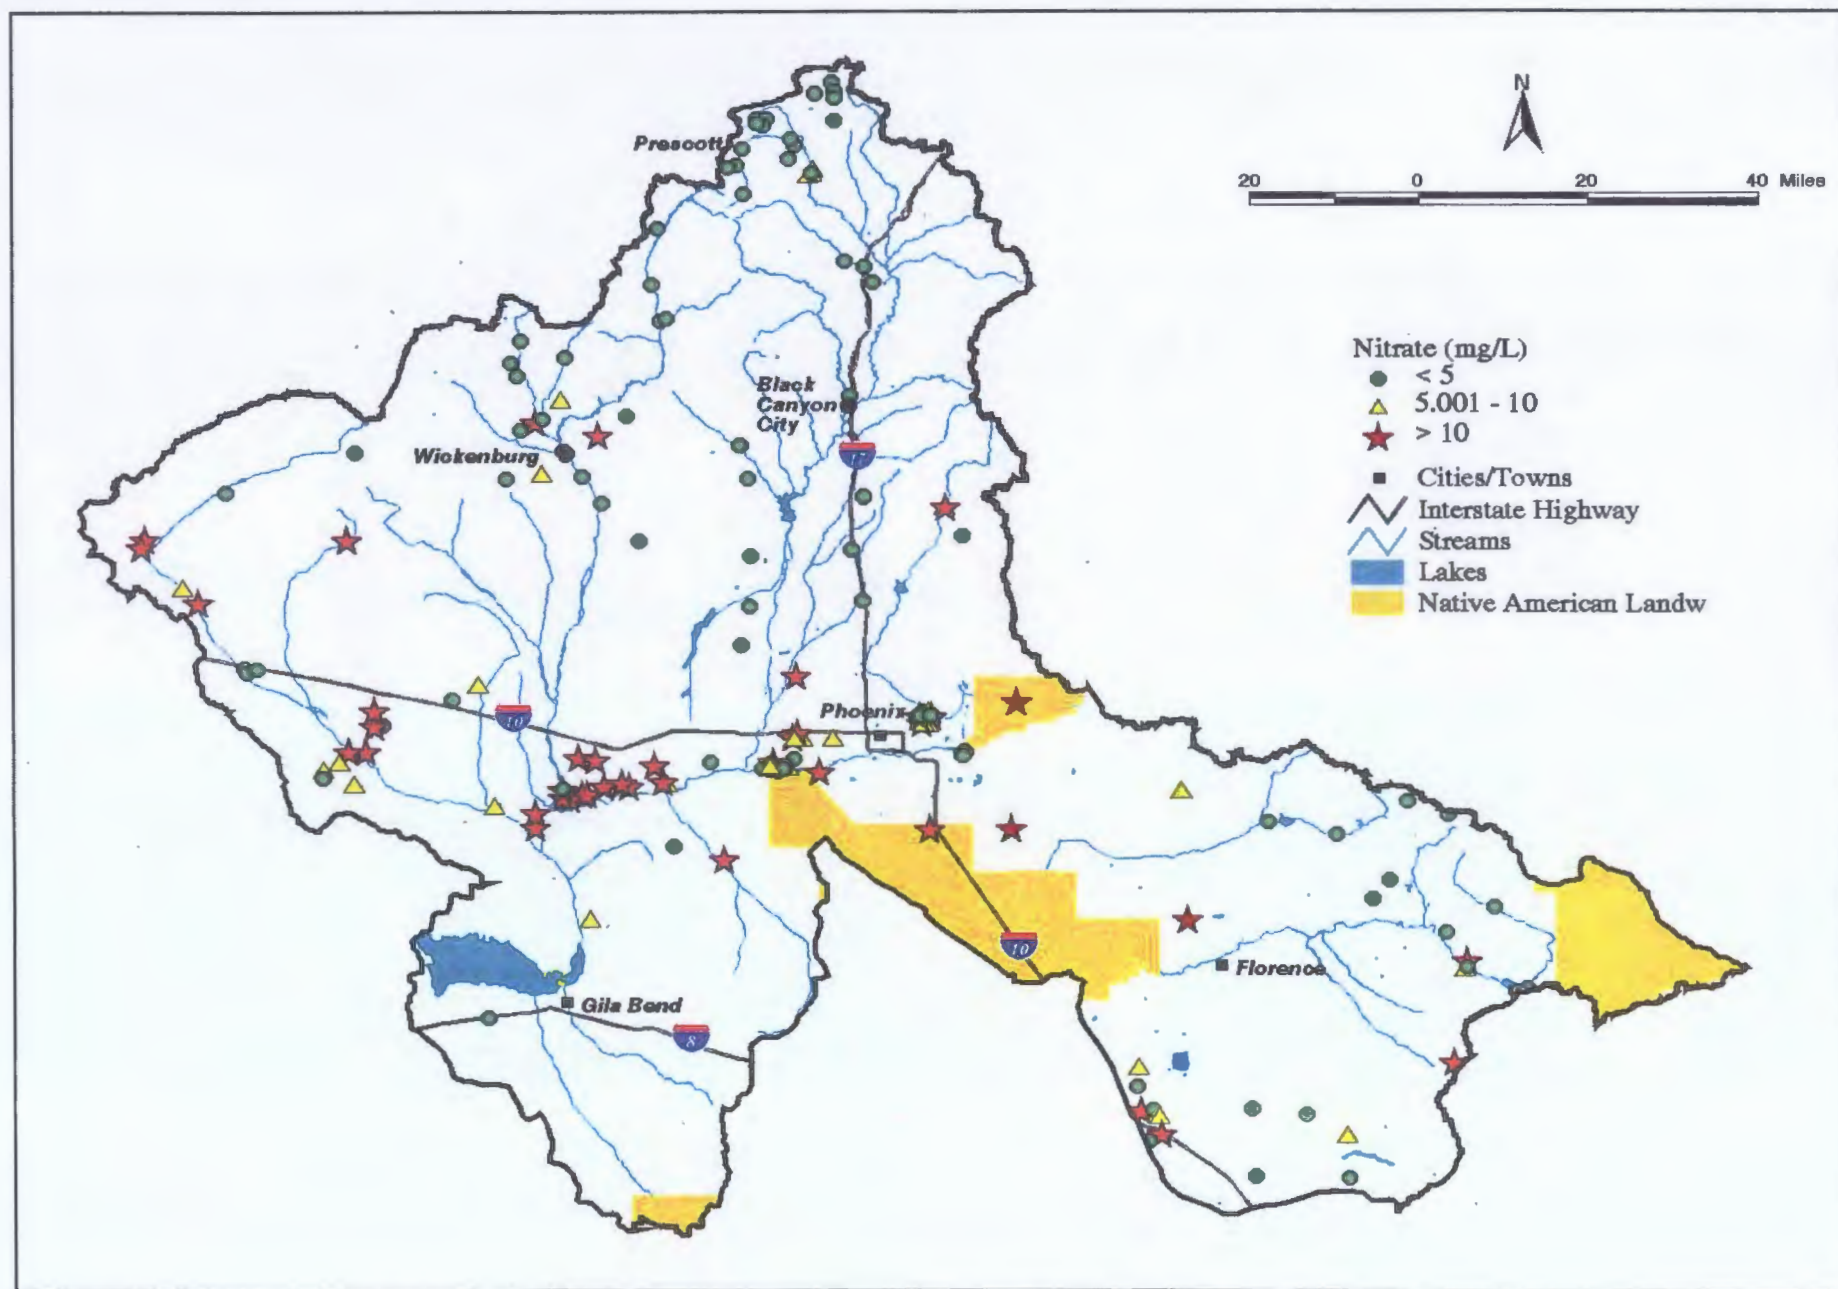 N
Prescott
20 0 20 40 Miles
Nitrate (mg/L)
< 5
5.001 - 10
> 10
Cities/Towns
Interstate Highway
Streams
Lakes
Native American Landw
Black
Canyon
City
17
Wickenburg
10
Phoenix
10
Florence
Gila Bend
8